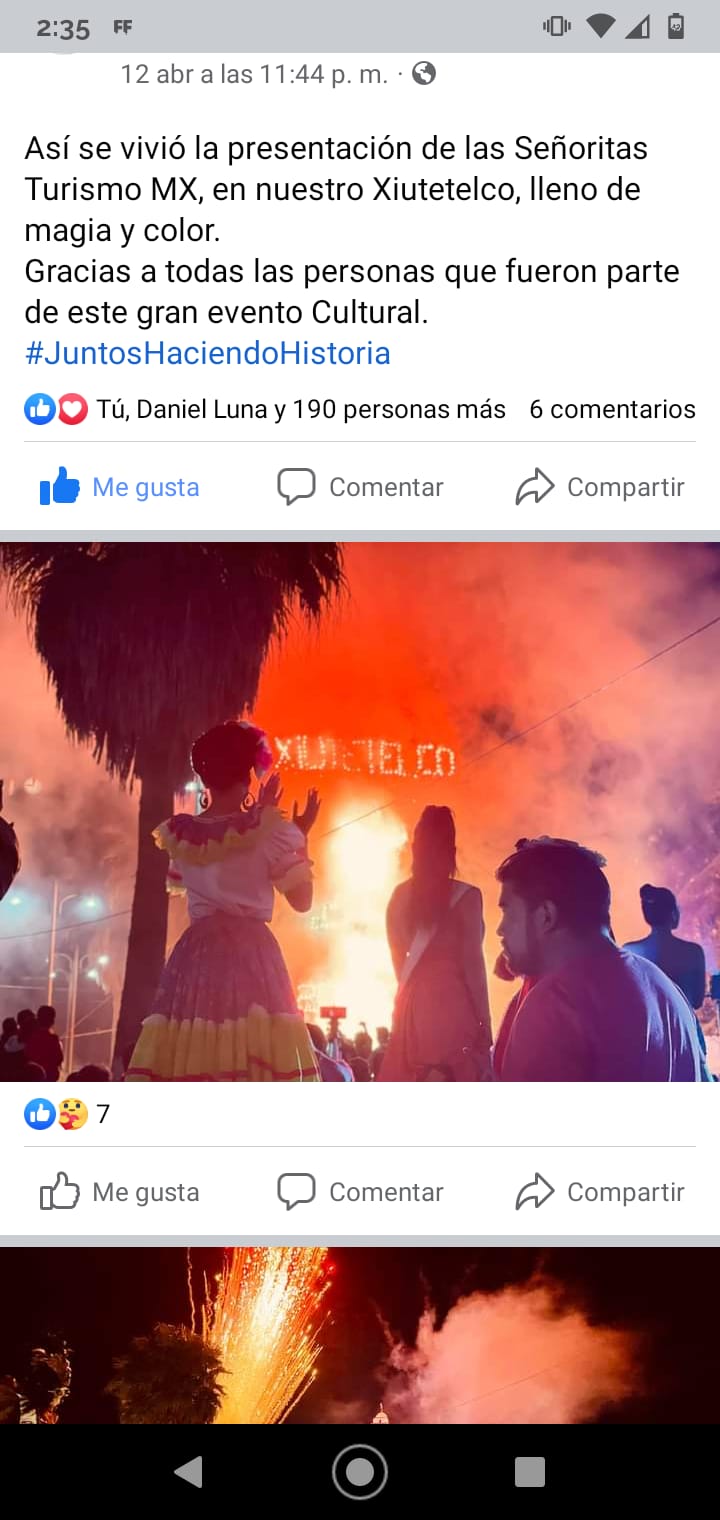 2:35 FF
42
12 abr a las 11:44 p. m. ·
Así se vivió la presentación de las Señoritas
Turismo MX, en nuestro Xiutetelco, lleno de
magia y color.
Gracias a todas las personas que fueron parte
de este gran evento Cultural.
#JuntosHaciendoHistoria
Tú, Daniel Luna y 190 personas más 6 comentarios
Me gusta Comentar Compartir
XIUTETELCO
7
Me gusta Comentar Compartir